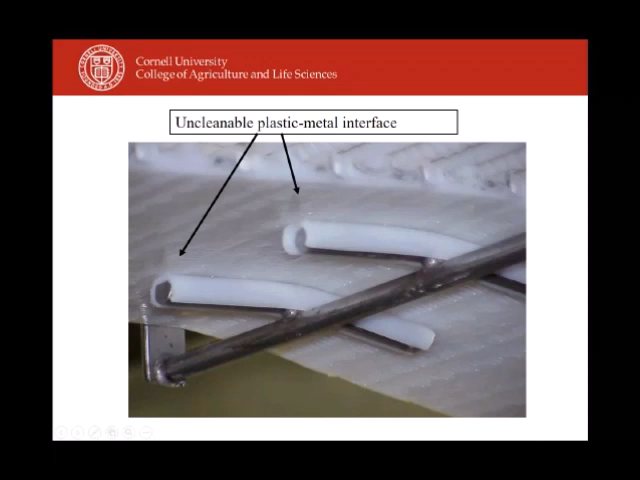 Cornell University
College of Agriculture and Life Sciences
Uncleanable plastic-metal interface